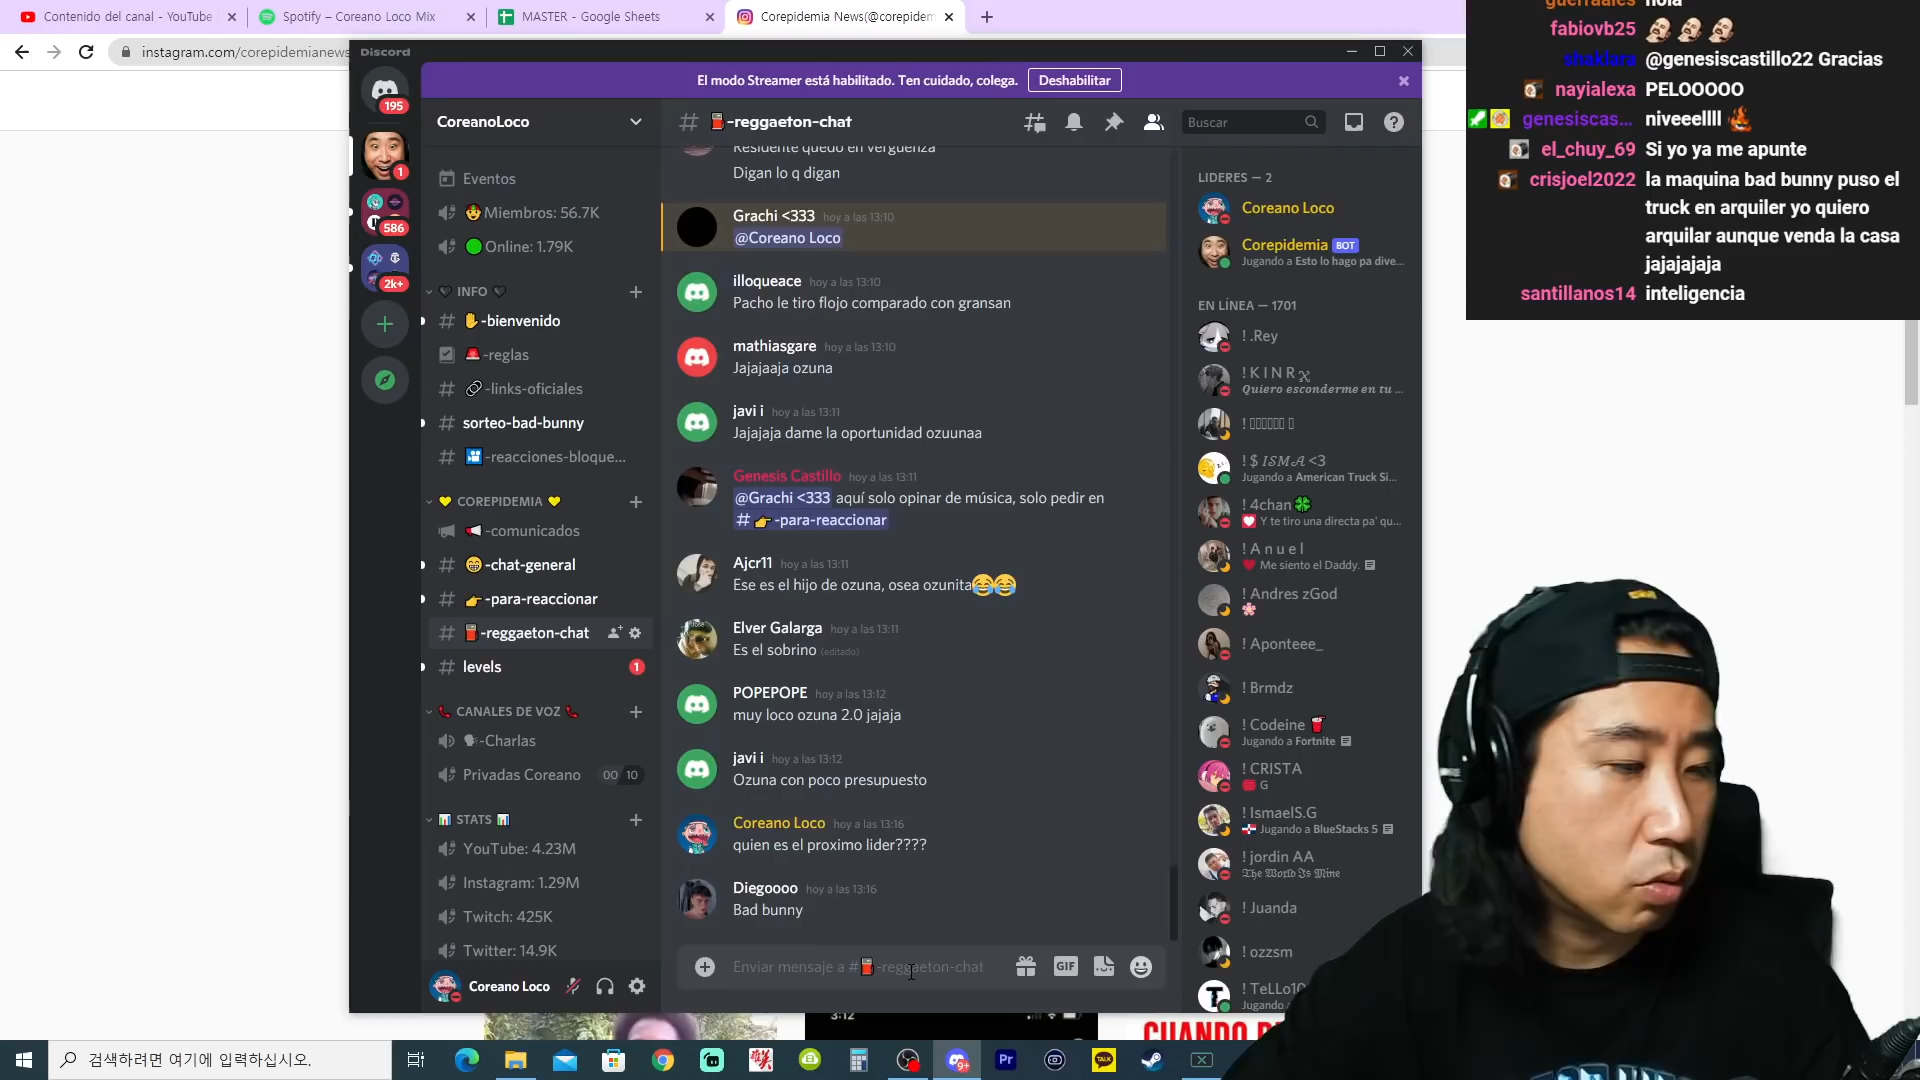 Contenido del canal - YouTube
Spotify – Coreano Loco Mix
MASTER - Google Sheets
Corepidemia News(@corepidem
instagram.com/corepidemianews
Discord
El modo Streamer está habilitado. Ten cuidado, colega.
Deshabilitar
195
1
586
2k+
CoreanoLoco
Eventos
Miembros: 56.7K
Online: 1.79K
INFO
-bienvenido
-reglas
-links-oficiales
sorteo-bad-bunny
-reacciones-bloque...
COREPIDEMIA
-comunicados
-chat-general
-para-reaccionar
-reggaeton-chat
levels
1
CANALES DE VOZ
-Charlas
Privadas Coreano
00 10
STATS
YouTube: 4.23M
Instagram: 1.29M
Twitch: 425K
Twitter: 14.9K
Coreano Loco
-reggaeton-chat
Buscar
Residente quedo en verguenza
Digan lo q digan
Grachi <333 hoy a las 13:10
@Coreano Loco
illoqueace hoy a las 13:10
Pacho le tiro flojo comparado con gransan
mathiasgare hoy a las 13:10
Jajajaaja ozuna
javi i hoy a las 13:11
Jajajaja dame la oportunidad ozuunaa
Genesis Castillo hoy a las 13:11
@Grachi <333 aquí solo opinar de música, solo pedir en
# 👉-para-reaccionar
Ajcr11 hoy a las 13:11
Ese es el hijo de ozuna, osea ozunita😂😂
Elver Galarga hoy a las 13:11
Es el sobrino (editado)
POPEPOPE hoy a las 13:12
muy loco ozuna 2.0 jajaja
javi i hoy a las 13:12
Ozuna con poco presupuesto
Coreano Loco hoy a las 13:16
quien es el proximo lider????
Diegoooo hoy a las 13:16
Bad bunny
Enviar mensaje a #⛽-reggaeton-chat
GIF
LIDERES — 2
Coreano Loco
Corepidemia BOT
Jugando a Esto lo hago pa dive...
EN LÍNEA — 1701
! .Rey
! K I N R
Quiero esconderme en tu ...
! $ ISMA <3
Jugando a American Truck Si...
! 4chan🍀
Y te tiro una directa pa' qu...
! A n u e l
Me siento el Daddy.
! Andres zGod
! Aponteee_
! Brmdz
! Codeine
Jugando a Fortnite
! CRISTA
G
! IsmaelS.G
Jugando a BlueStacks 5
! jordin AA
The World Is Mine
! Juanda
! ozzsm
! TeLLo10
Jugando
guerraales hola
fabiovb25
shaklara @genesiscastillo22 Gracias
nayialexa PELOOOOO
genesiscas... niveeellll 🔥
el_chuy_69 Si yo ya me apunte
crisjoel2022 la maquina bad bunny puso el
truck en arquiler yo quiero
arquilar aunque venda la casa
jajajajaja
santillanos14 inteligencia
3:12
검색하려면 여기에 입력하십시오.
9+
Pr
TALK